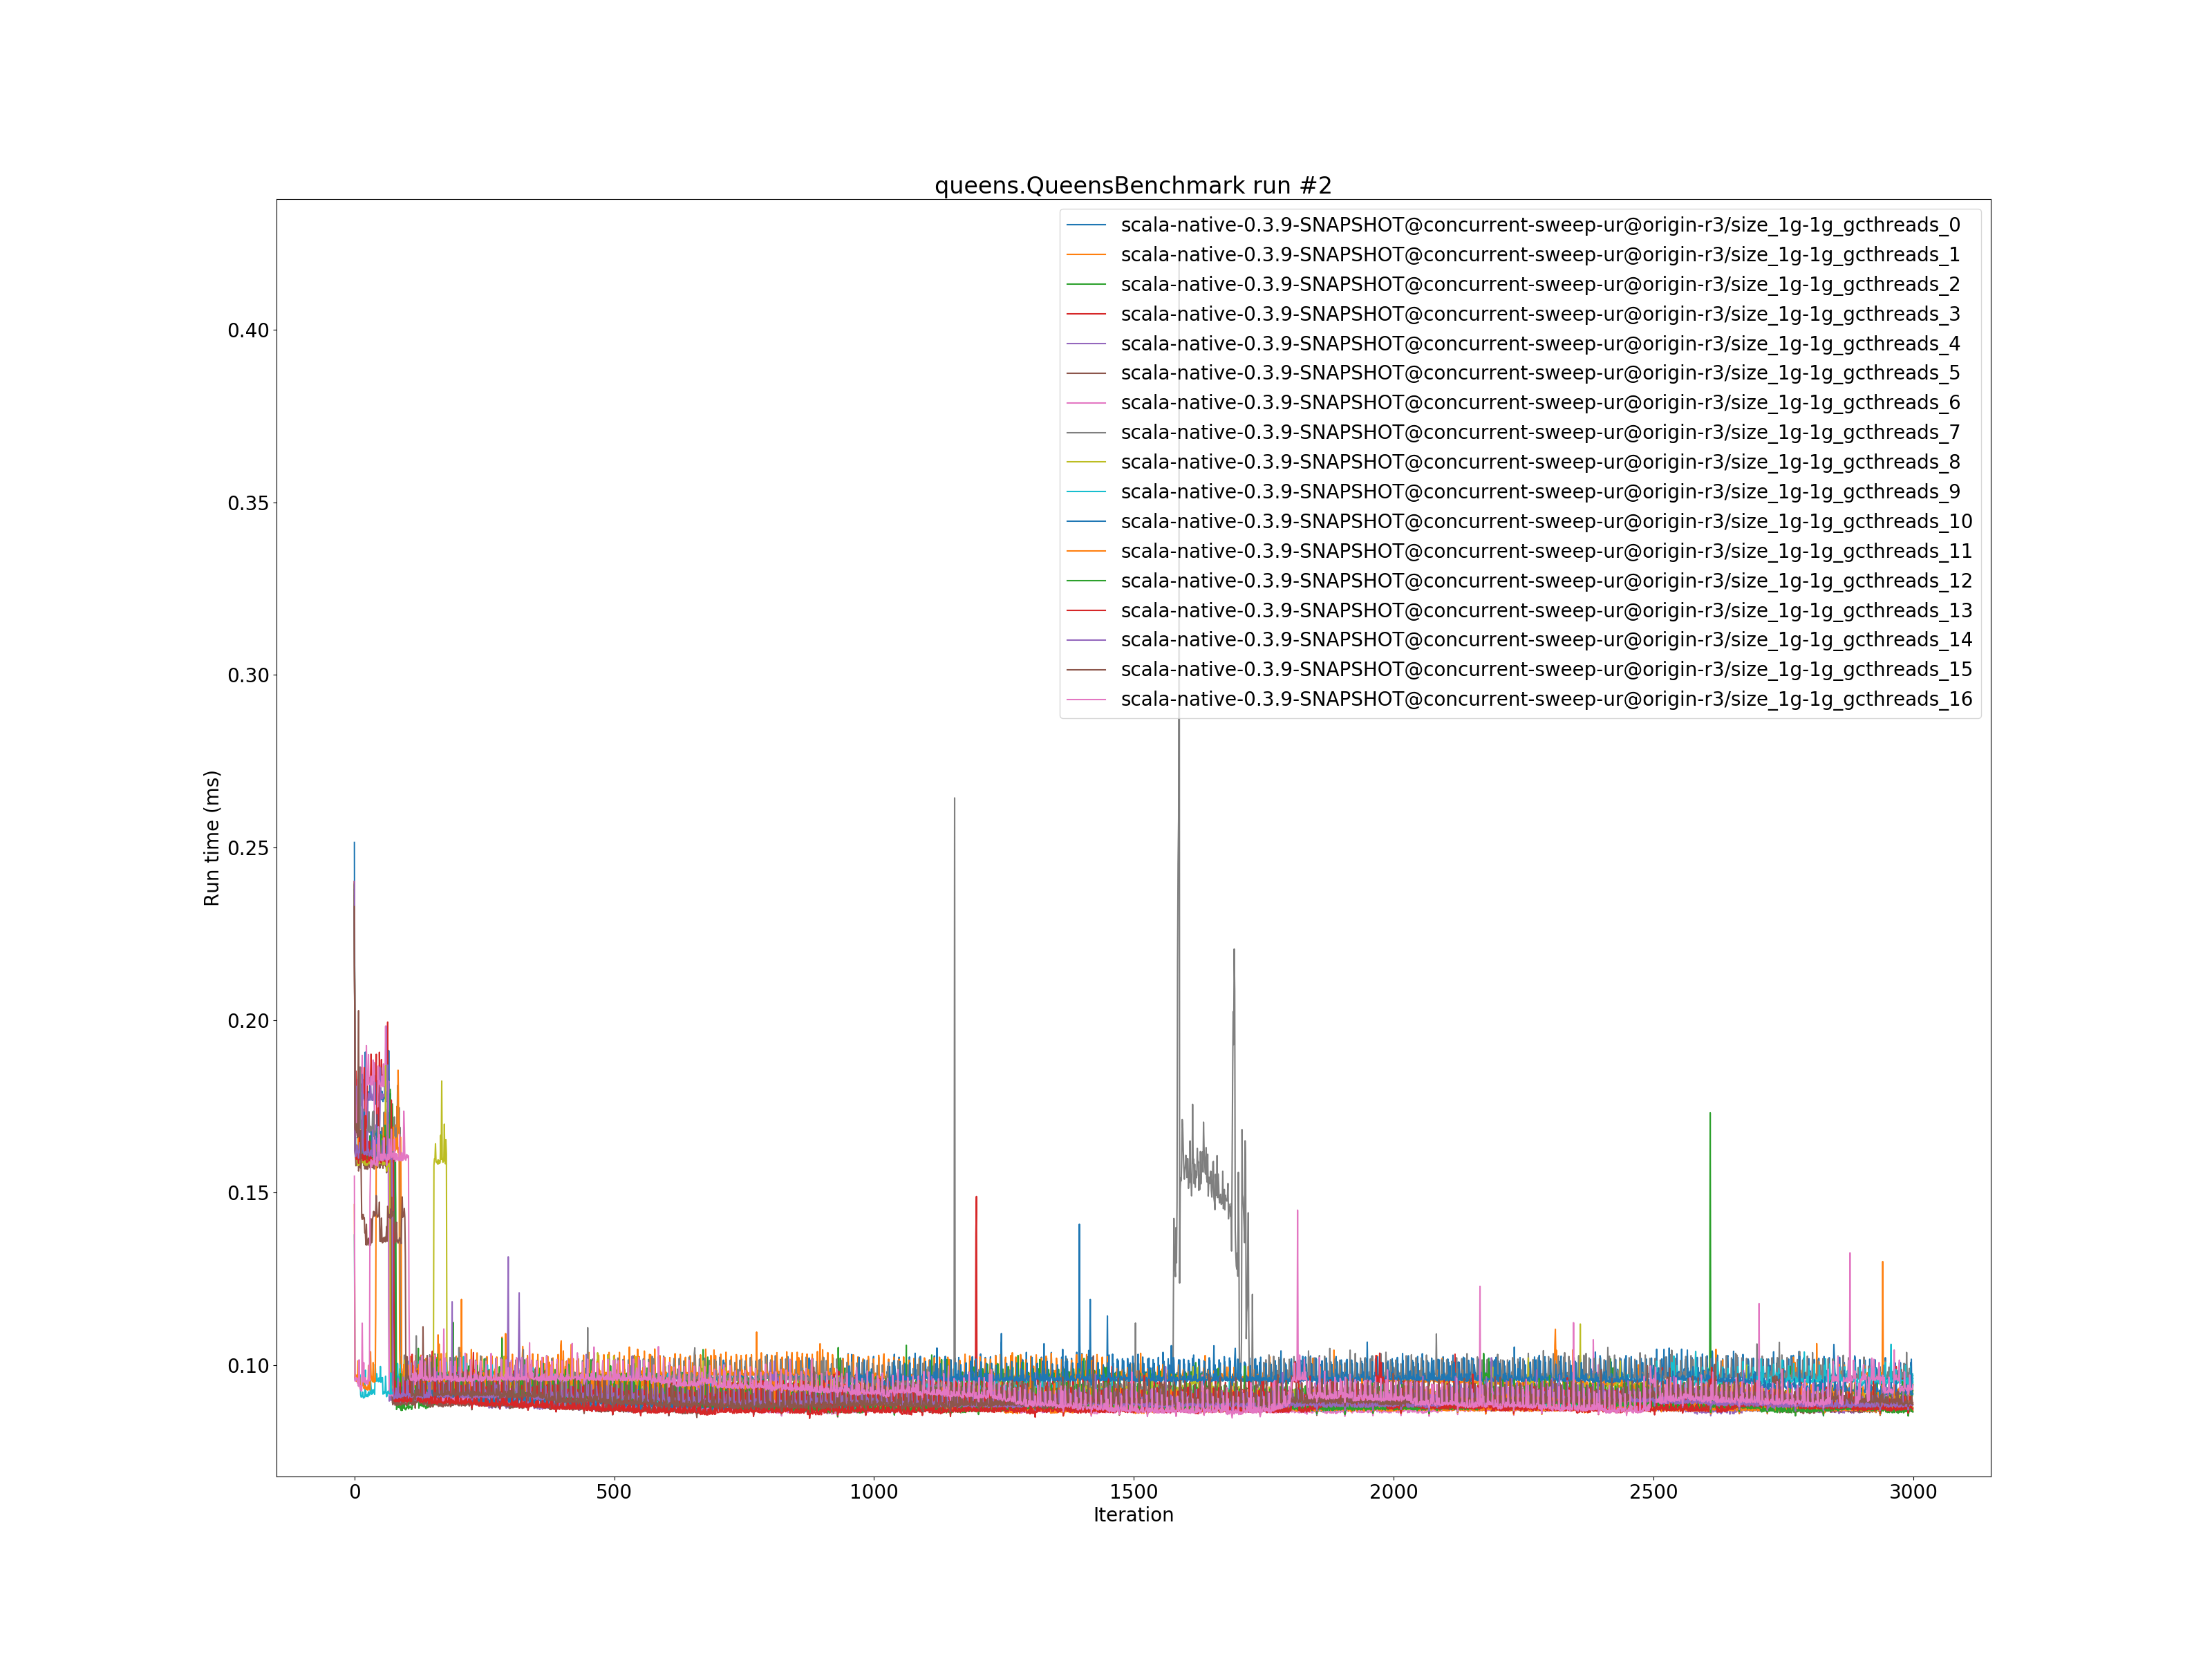 queens.QueensBenchmark run #2
scala-native-0.3.9-SNAPSHOT@concurrent-sweep-ur@origin-r3/size_1g-1g_gcthreads_0
scala-native-0.3.9-SNAPSHOT@concurrent-sweep-ur@origin-r3/size_1g-1g_gcthreads_1
scala-native-0.3.9-SNAPSHOT@concurrent-sweep-ur@origin-r3/size_1g-1g_gcthreads_2
scala-native-0.3.9-SNAPSHOT@concurrent-sweep-ur@origin-r3/size_1g-1g_gcthreads_3
scala-native-0.3.9-SNAPSHOT@concurrent-sweep-ur@origin-r3/size_1g-1g_gcthreads_4
scala-native-0.3.9-SNAPSHOT@concurrent-sweep-ur@origin-r3/size_1g-1g_gcthreads_5
scala-native-0.3.9-SNAPSHOT@concurrent-sweep-ur@origin-r3/size_1g-1g_gcthreads_6
scala-native-0.3.9-SNAPSHOT@concurrent-sweep-ur@origin-r3/size_1g-1g_gcthreads_7
scala-native-0.3.9-SNAPSHOT@concurrent-sweep-ur@origin-r3/size_1g-1g_gcthreads_8
scala-native-0.3.9-SNAPSHOT@concurrent-sweep-ur@origin-r3/size_1g-1g_gcthreads_9
scala-native-0.3.9-SNAPSHOT@concurrent-sweep-ur@origin-r3/size_1g-1g_gcthreads_10
scala-native-0.3.9-SNAPSHOT@concurrent-sweep-ur@origin-r3/size_1g-1g_gcthreads_11
scala-native-0.3.9-SNAPSHOT@concurrent-sweep-ur@origin-r3/size_1g-1g_gcthreads_12
scala-native-0.3.9-SNAPSHOT@concurrent-sweep-ur@origin-r3/size_1g-1g_gcthreads_13
scala-native-0.3.9-SNAPSHOT@concurrent-sweep-ur@origin-r3/size_1g-1g_gcthreads_14
scala-native-0.3.9-SNAPSHOT@concurrent-sweep-ur@origin-r3/size_1g-1g_gcthreads_15
scala-native-0.3.9-SNAPSHOT@concurrent-sweep-ur@origin-r3/size_1g-1g_gcthreads_16
Run time (ms)
0.40
0.35
0.30
0.25
0.20
0.15
0.10
0 500 1000 1500 2000 2500 3000
Iteration